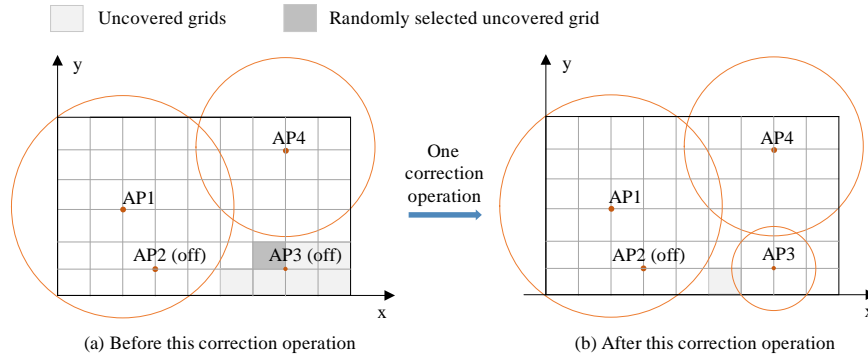 Uncovered grids
Randomly selected uncovered grid
y
AP4
AP1
AP2 (off)
AP3 (off)
x
(a) Before this correction operation
One
correction
operation
y
AP4
AP1
AP2 (off)
AP3
x
(b) After this correction operation